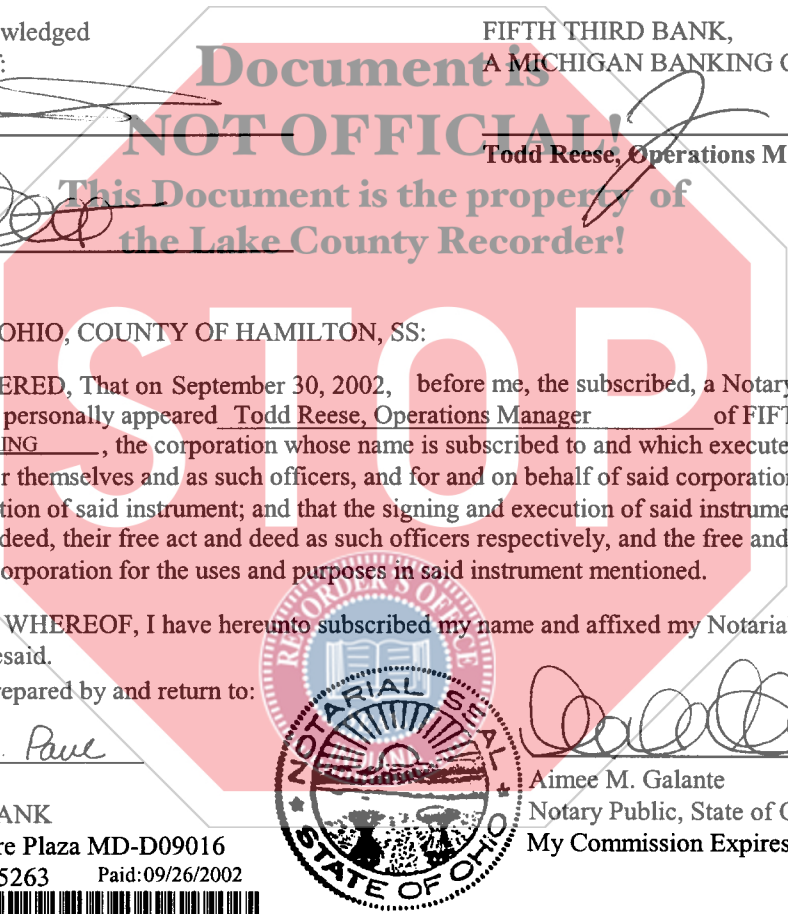 wledged
FIFTH THIRD BANK,
:
A MICHIGAN BANKING C
Document is
NOT OFFICIAL!
This Document is the property of
the Lake County Recorder!
Todd Reese, Operations M
STOP
OHIO, COUNTY OF HAMILTON, SS:
ERED, That on September 30, 2002, before me, the subscribed, a Notary
personally appeared Todd Reese, Operations Manager of FIFT
ING , the corporation whose name is subscribed to and which execute
r themselves and as such officers, and for and on behalf of said corporation
tion of said instrument; and that the signing and execution of said instrume
deed, their free act and deed as such officers respectively, and the free and
orporation for the uses and purposes in said instrument mentioned.
WHEREOF, I have hereunto subscribed my name and affixed my Notaria
esaid.
repared by and return to:
RECORDER'S OFFICE
NOTARIAL SEAL
STATE OF OHIO
Paul
Aimee M. Galante
ANK
Notary Public, State of O
re Plaza MD-D09016
My Commission Expires
5263 Paid:09/26/2002